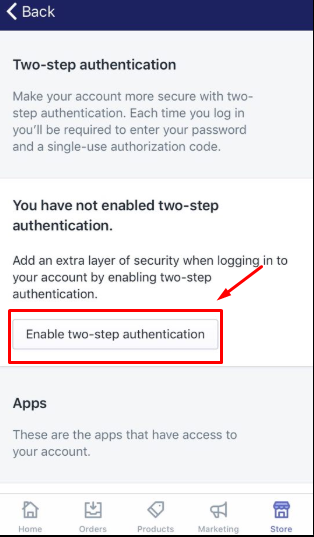 Back
Two-step authentication
Make your account more secure with two-
step authentication. Each time you log in
you'll be required to enter your password
and a single-use authorization code.
You have not enabled two-step
authentication.
Add an extra layer of security when logging in to
your account by enabling two-step
authentication.
Enable two-step authentication
Apps
These are the apps that have access to
your account.
Home Orders Products Marketing Store